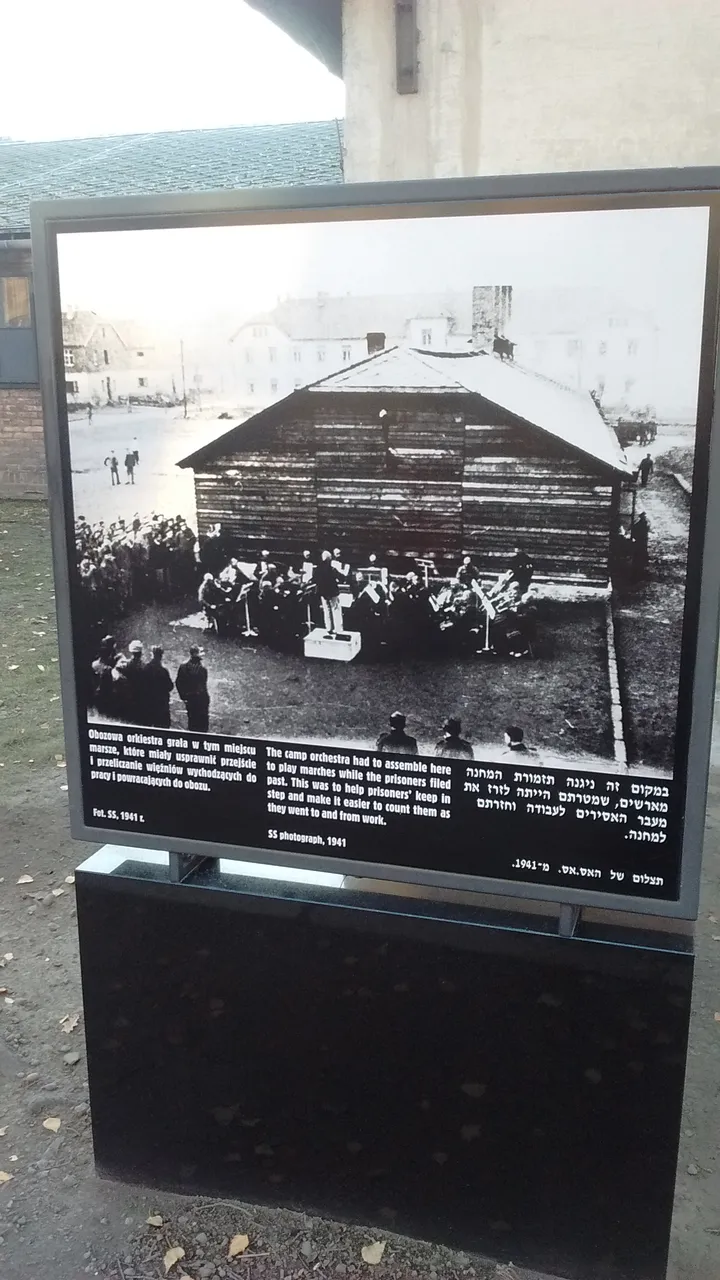 Obozowa orkiestra grała w tym miejscu
marsze, które miały usprawnić przejście
i przeliczanie więźniów wychodzących do
pracy i powracających do obozu.
Fot. SS, 1941 r.
The camp orchestra had to assemble here
to play marches while the prisoners filed
past. This was to help prisoners' keep in
step and make it easier to count them as
they went to and from work.
SS photograph, 1941
במקום זה ניגנה תזמורת המחנה
מארשים, שמטרתם הייתה לזרז את
מעבר האסירים לעבודה וחזרתם
למחנה.
תצלום של האס.אס. מ־1941.